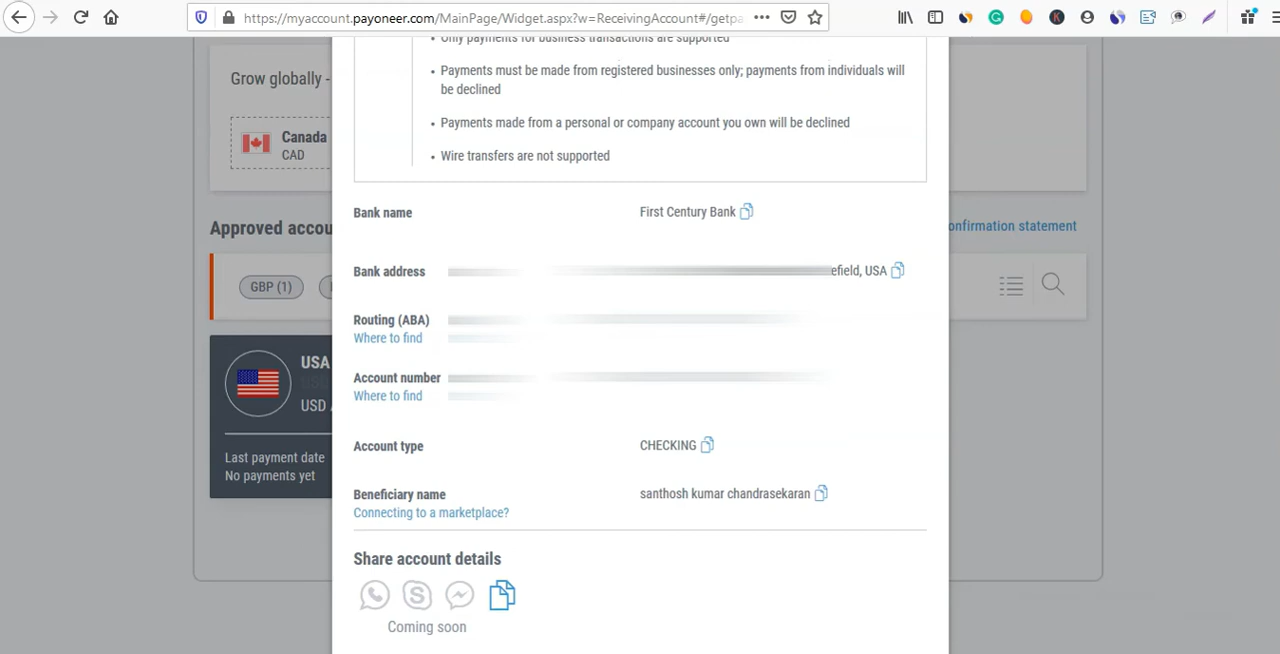 https://myaccount.payoneer.com/MainPage/Widget.aspx?w=ReceivingAccount#/getpa
• Only payments for business transactions are supported
Grow globally -
• Payments must be made from registered businesses only; payments from individuals will
be declined
Canada
CAD
• Payments made from a personal or company account you own will be declined
• Wire transfers are not supported
Approved accou
Bank name
First Century Bank
onfirmation statement
Bank address
efield, USA
GBP (1)
Routing (ABA)
Where to find
USA
USD
USD
Account number
Where to find
Account type
CHECKING
Last payment date
No payments yet
Beneficiary name
santhosh kumar chandrasekaran
Connecting to a marketplace?
Share account details
Coming soon